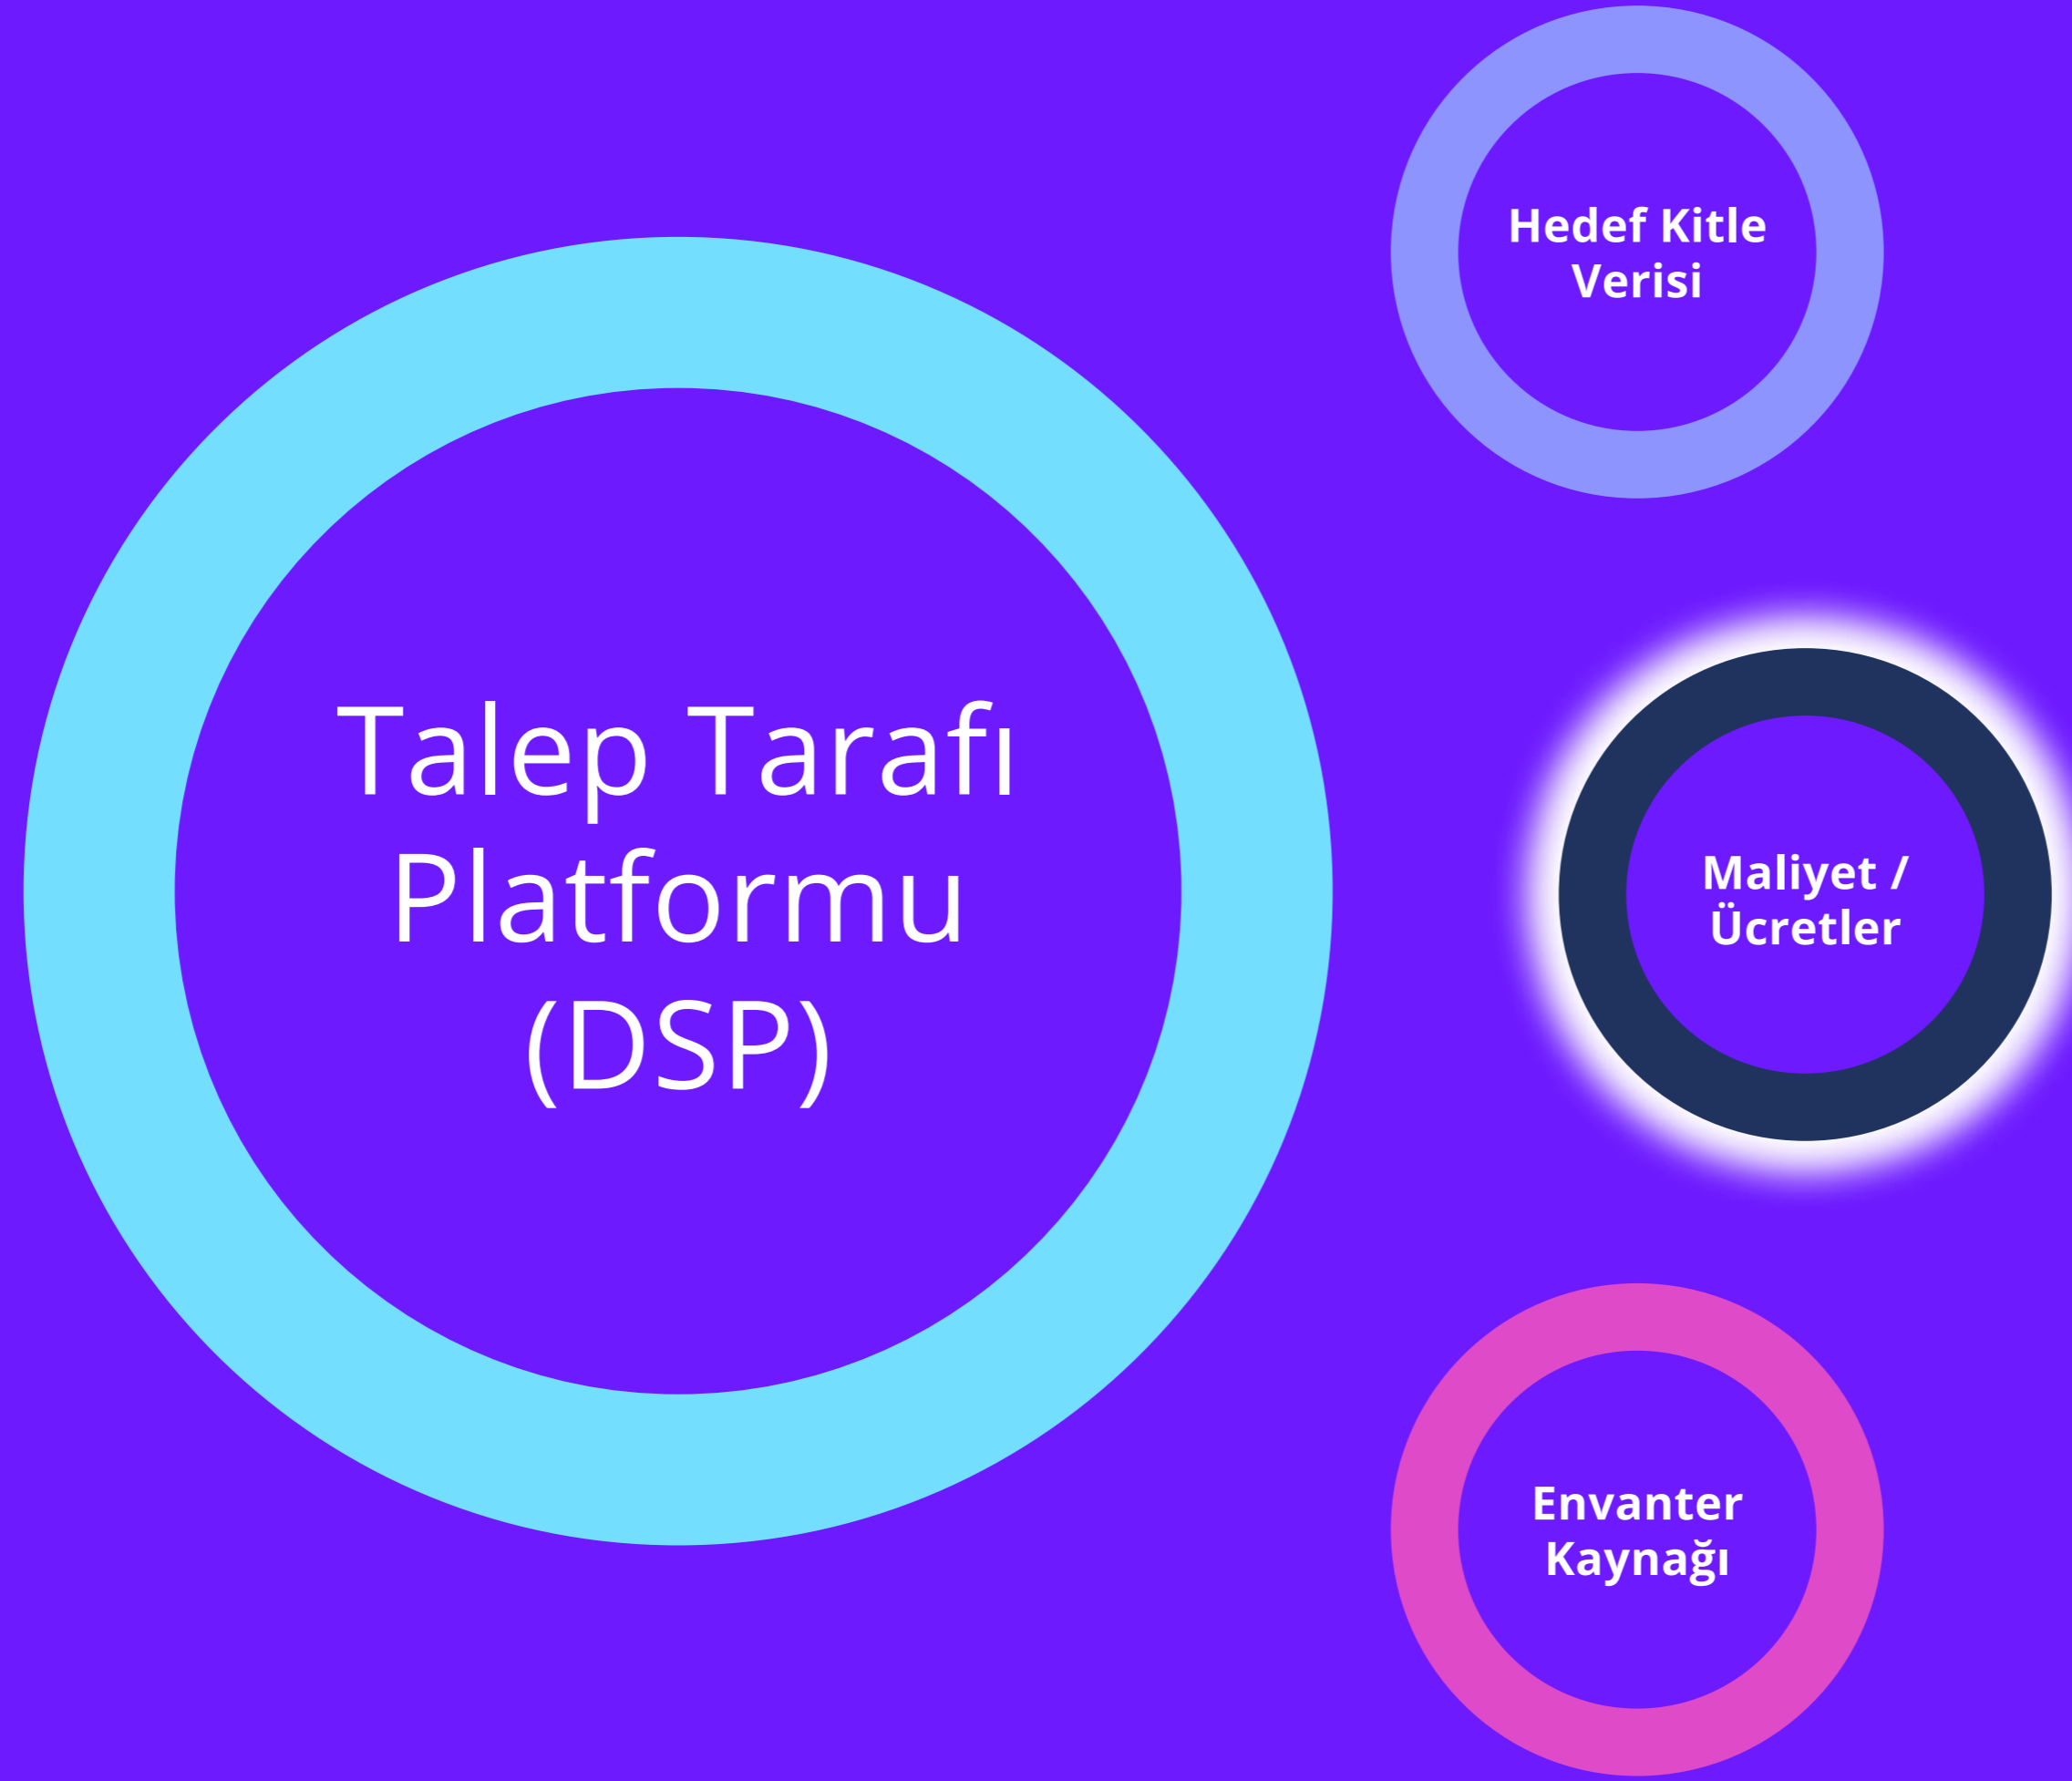 Talep Tarafı
Platformu
(DSP)
Hedef Kitle
Verisi
Maliyet /
Ücretler
Envanter
Kaynağı